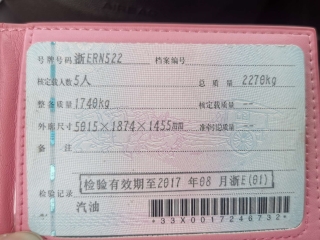 号牌号码 浙ERN522 档案编号
核定载人数 5人 总质量 2270kg
整备质量 1740kg 核定载质量 --
外廓尺寸 5015×1874×1455mm 准牵引总质量 --
备注
检验记录 检验有效期至2017年08月浙E(01)
汽油
*33X0017246732*